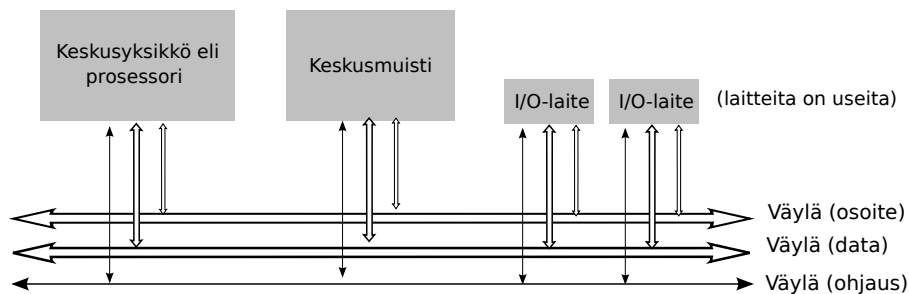 Keskusyksikkö eli
prosessori
Keskusmuisti
I/O-laite
I/O-laite
(laitteita on useita)
Väylä (osoite)
Väylä (data)
Väylä (ohjaus)